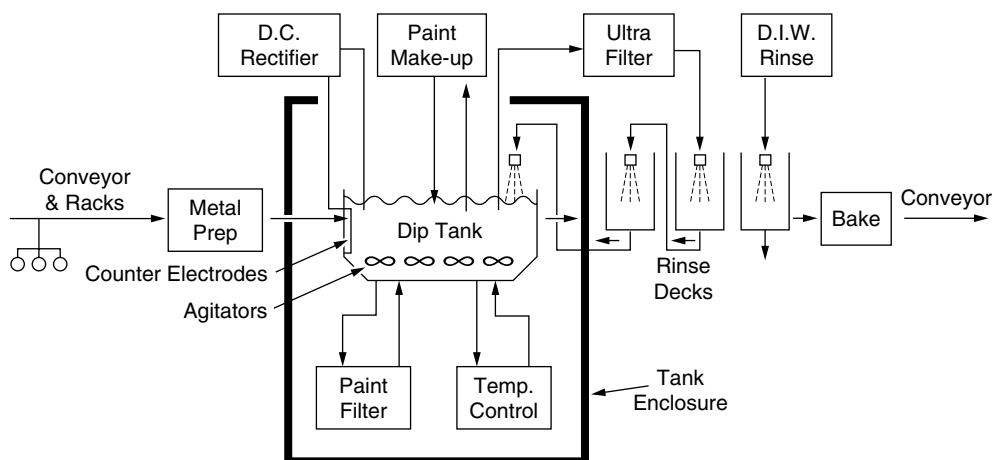 D.C.
Rectifier
Paint
Make-up
Ultra
Filter
D.I.W.
Rinse
Conveyor
& Racks
Metal
Prep
Dip Tank
Counter Electrodes
Agitators
Rinse
Decks
Bake
Conveyor
Paint
Filter
Temp.
Control
Tank
Enclosure